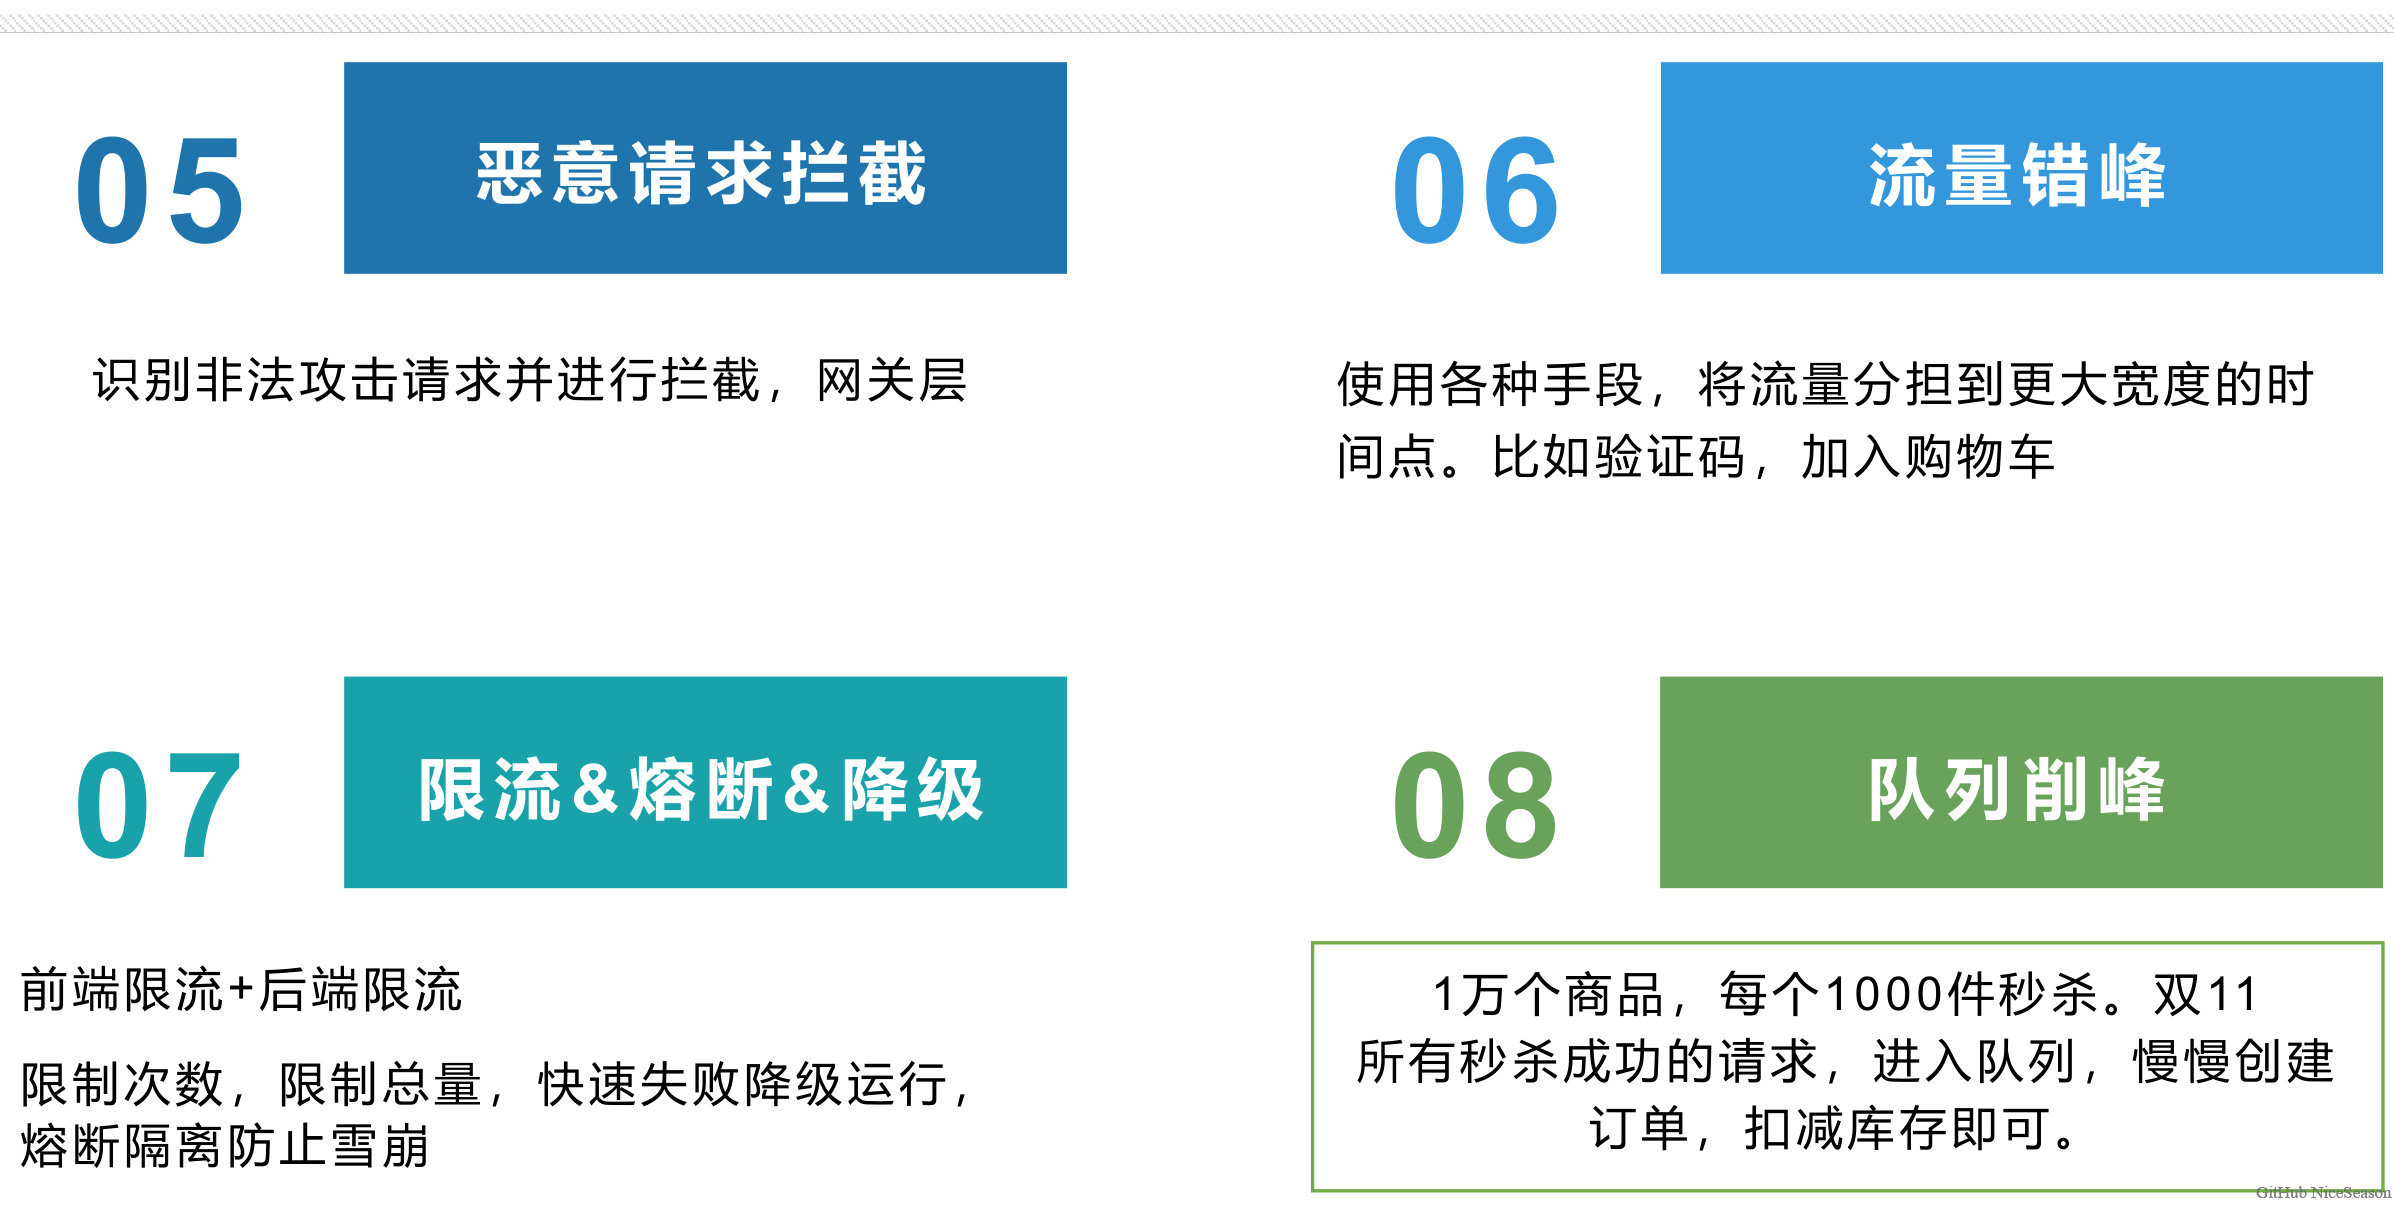 05
恶意请求拦截
识别非法攻击请求并进行拦截，网关层
06
流量错峰
使用各种手段，将流量分担到更大宽度的时
间点。比如验证码，加入购物车
07
限流&熔断&降级
前端限流+后端限流
限制次数，限制总量，快速失败降级运行，
熔断隔离防止雪崩
08
队列削峰
1万个商品，每个1000件秒杀。双11
所有秒杀成功的请求，进入队列，慢慢创建
订单，扣减库存即可。
GitHub NiceSeason